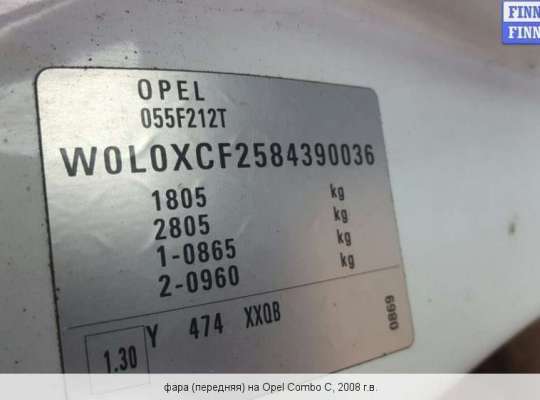 FINN
FINN
OPEL
055F212T
W0L0XCF2584390036
1805 kg
2805 kg
1-0865 kg
2-0960 kg
1.30 Y 474 XXQB
0869
фара (передняя) на Opel Combo C, 2008 г.в.